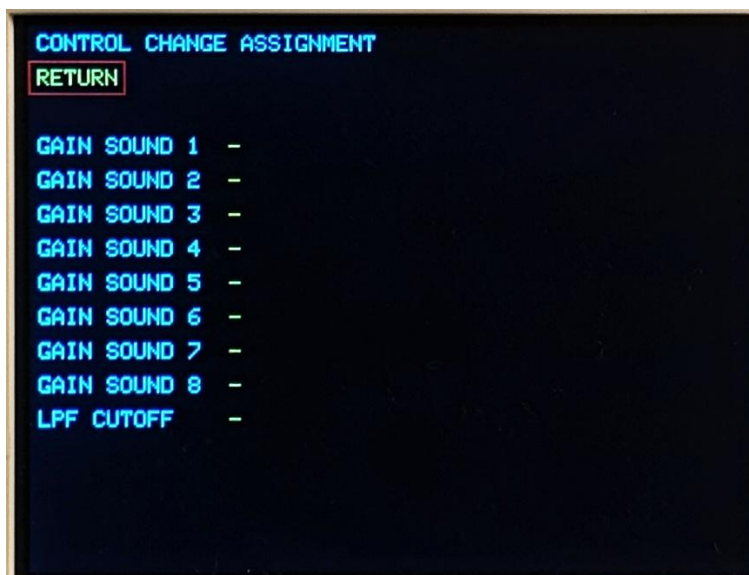 CONTROL CHANGE ASSIGNMENT
RETURN
GAIN SOUND 1 -
GAIN SOUND 2 -
GAIN SOUND 3 -
GAIN SOUND 4 -
GAIN SOUND 5 -
GAIN SOUND 6 -
GAIN SOUND 7 -
GAIN SOUND 8 -
LPF CUTOFF -